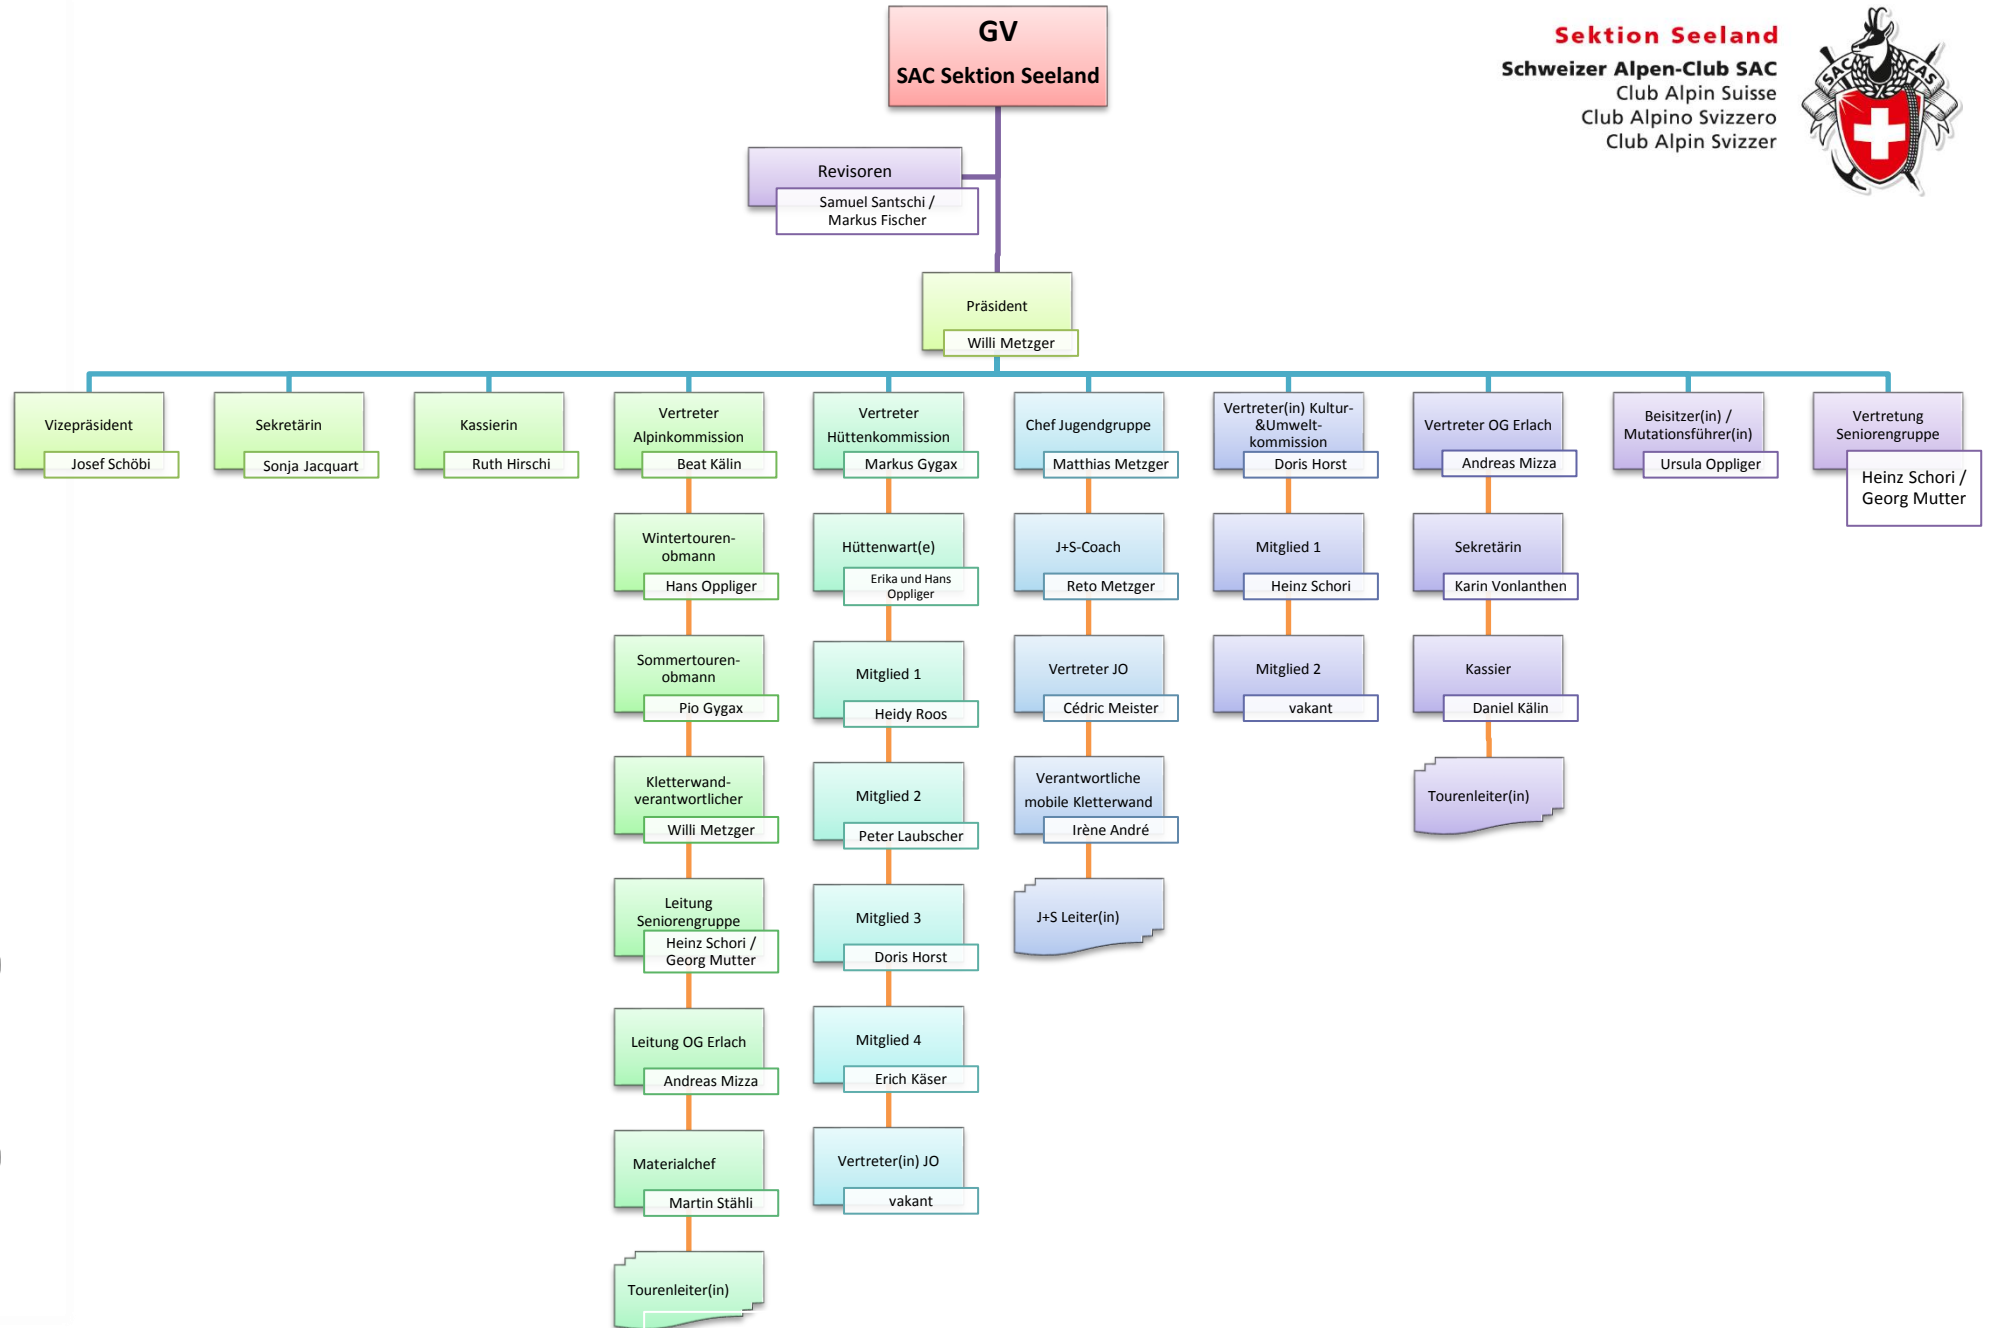 GV
SAC Sektion Seeland
Sektion Seeland
Schweizer Alpen-Club SAC
Club Alpin Suisse
Club Alpino Svizzero
Club Alpin Svizzer
SAC
CAS
Revisoren
Samuel Santschi /
Markus Fischer
Präsident
Willi Metzger
Vizepräsident
Josef Schöbi
Sekretärin
Sonja Jacquart
Kassierin
Ruth Hirschi
Vertreter
Alpinkommission
Beat Kälin
Wintertouren-
obmann
Hans Oppliger
Sommertouren-
obmann
Pio Gygax
Kletterwand-
verantwortlicher
Willi Metzger
Leitung
Seniorengruppe
Heinz Schori /
Georg Mutter
Leitung OG Erlach
Andreas Mizza
Materialchef
Martin Stähli
Tourenleiter(in)
Vertreter
Hüttenkommission
Markus Gygax
Hüttenwart(e)
Erika und Hans
Oppliger
Mitglied 1
Heidy Roos
Mitglied 2
Peter Laubscher
Mitglied 3
Doris Horst
Mitglied 4
Erich Käser
Vertreter(in) JO
vakant
Chef Jugendgruppe
Matthias Metzger
J+S-Coach
Reto Metzger
Vertreter JO
Cédric Meister
Verantwortliche
mobile Kletterwand
Irène André
J+S Leiter(in)
Vertreter(in) Kultur-
&Umwelt-
kommission
Doris Horst
Mitglied 1
Heinz Schori
Mitglied 2
vakant
Vertreter OG Erlach
Andreas Mizza
Sekretärin
Karin Vonlanthen
Kassier
Daniel Kälin
Tourenleiter(in)
Beisitzer(in) /
Mutationsführer(in)
Ursula Oppliger
Vertretung
Seniorengruppe
Heinz Schori /
Georg Mutter
)
)